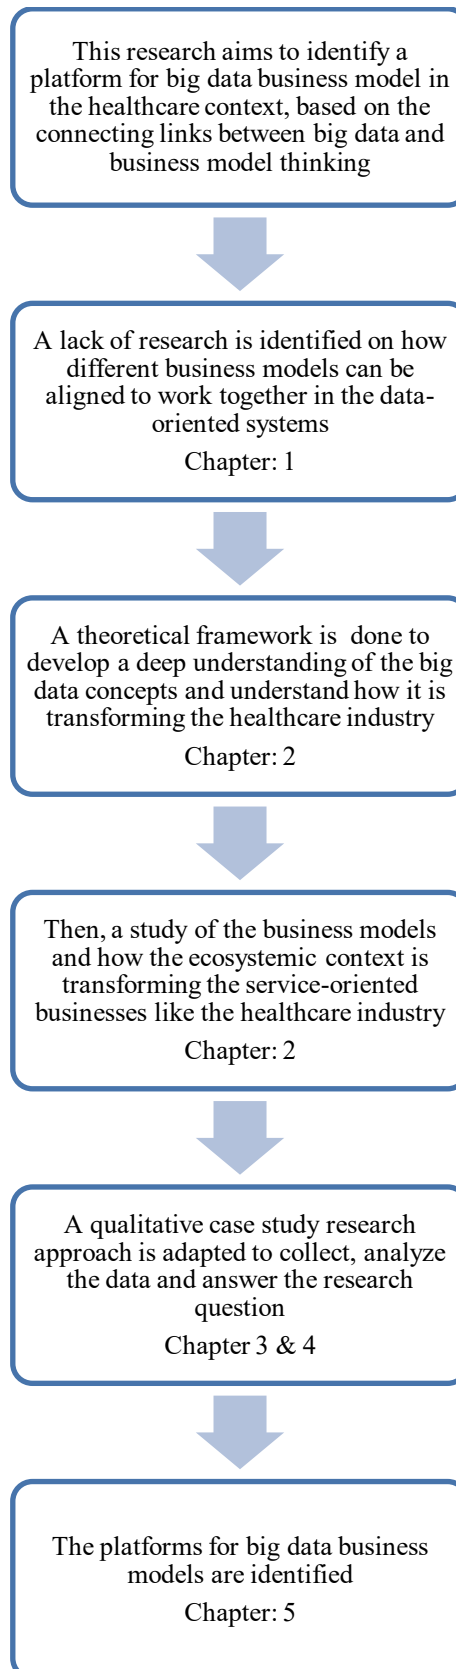 This research aims to identify a
platform for big data business model in
the healthcare context, based on the
connecting links between big data and
business model thinking
A lack of research is identified on how
different business models can be
aligned to work together in the data-
oriented systems
Chapter: 1
A theoretical framework is done to
develop a deep understanding of the big
data concepts and understand how it is
transforming the healthcare industry
Chapter: 2
Then, a study of the business models
and how the ecosystemic context is
transforming the service-oriented
businesses like the healthcare industry
Chapter: 2
A qualitative case study research
approach is adapted to collect, analyze
the data and answer the research
question
Chapter 3 & 4
The platforms for big data business
models are identified
Chapter: 5